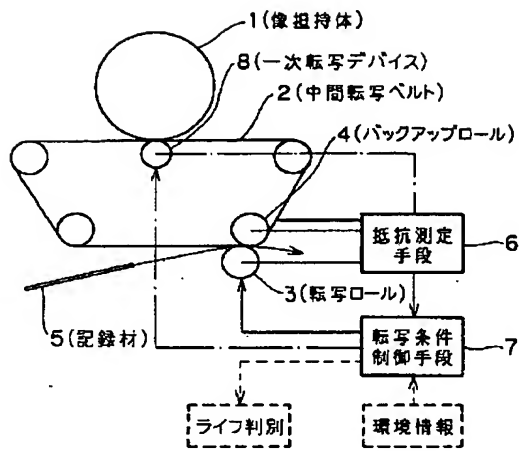 1(像担持体)
8(一次転写デバイス)
2(中間転写ベルト)
4(バックアップロール)
抵抗測定
手段
6
3(転写ロール)
5(記録材)
転写条件
制御手段
7
ライフ判別
環境情報